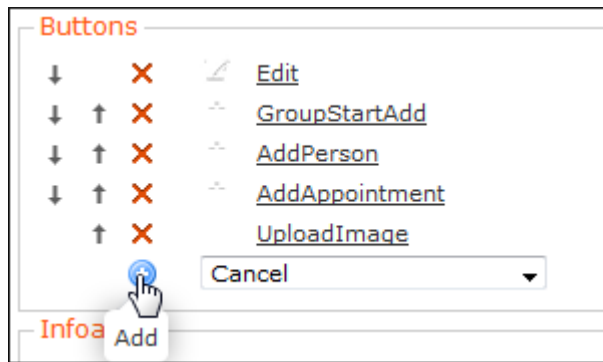 Buttons
Edit
GroupStartAdd
AddPerson
AddAppointment
UploadImage
Cancel
Infoa
Add